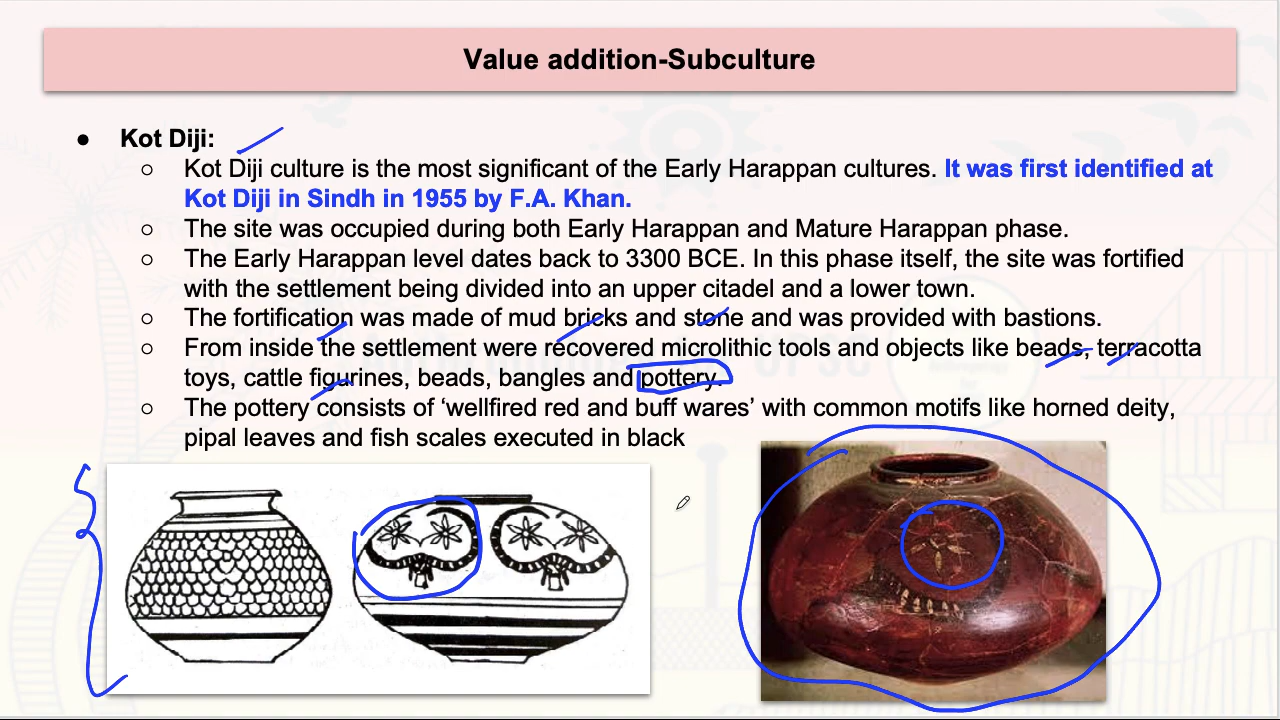 Value addition-Subculture
● Kot Diji:
○ Kot Diji culture is the most significant of the Early Harappan cultures. It was first identified at
Kot Diji in Sindh in 1955 by F.A. Khan.
○ The site was occupied during both Early Harappan and Mature Harappan phase.
○ The Early Harappan level dates back to 3300 BCE. In this phase itself, the site was fortified
with the settlement being divided into an upper citadel and a lower town.
○ The fortification was made of mud bricks and stone and was provided with bastions.
○ From inside the settlement were recovered microlithic tools and objects like beads, terracotta
toys, cattle figurines, beads, bangles and pottery.
○ The pottery consists of ‘wellfired red and buff wares’ with common motifs like horned deity,
pipal leaves and fish scales executed in black